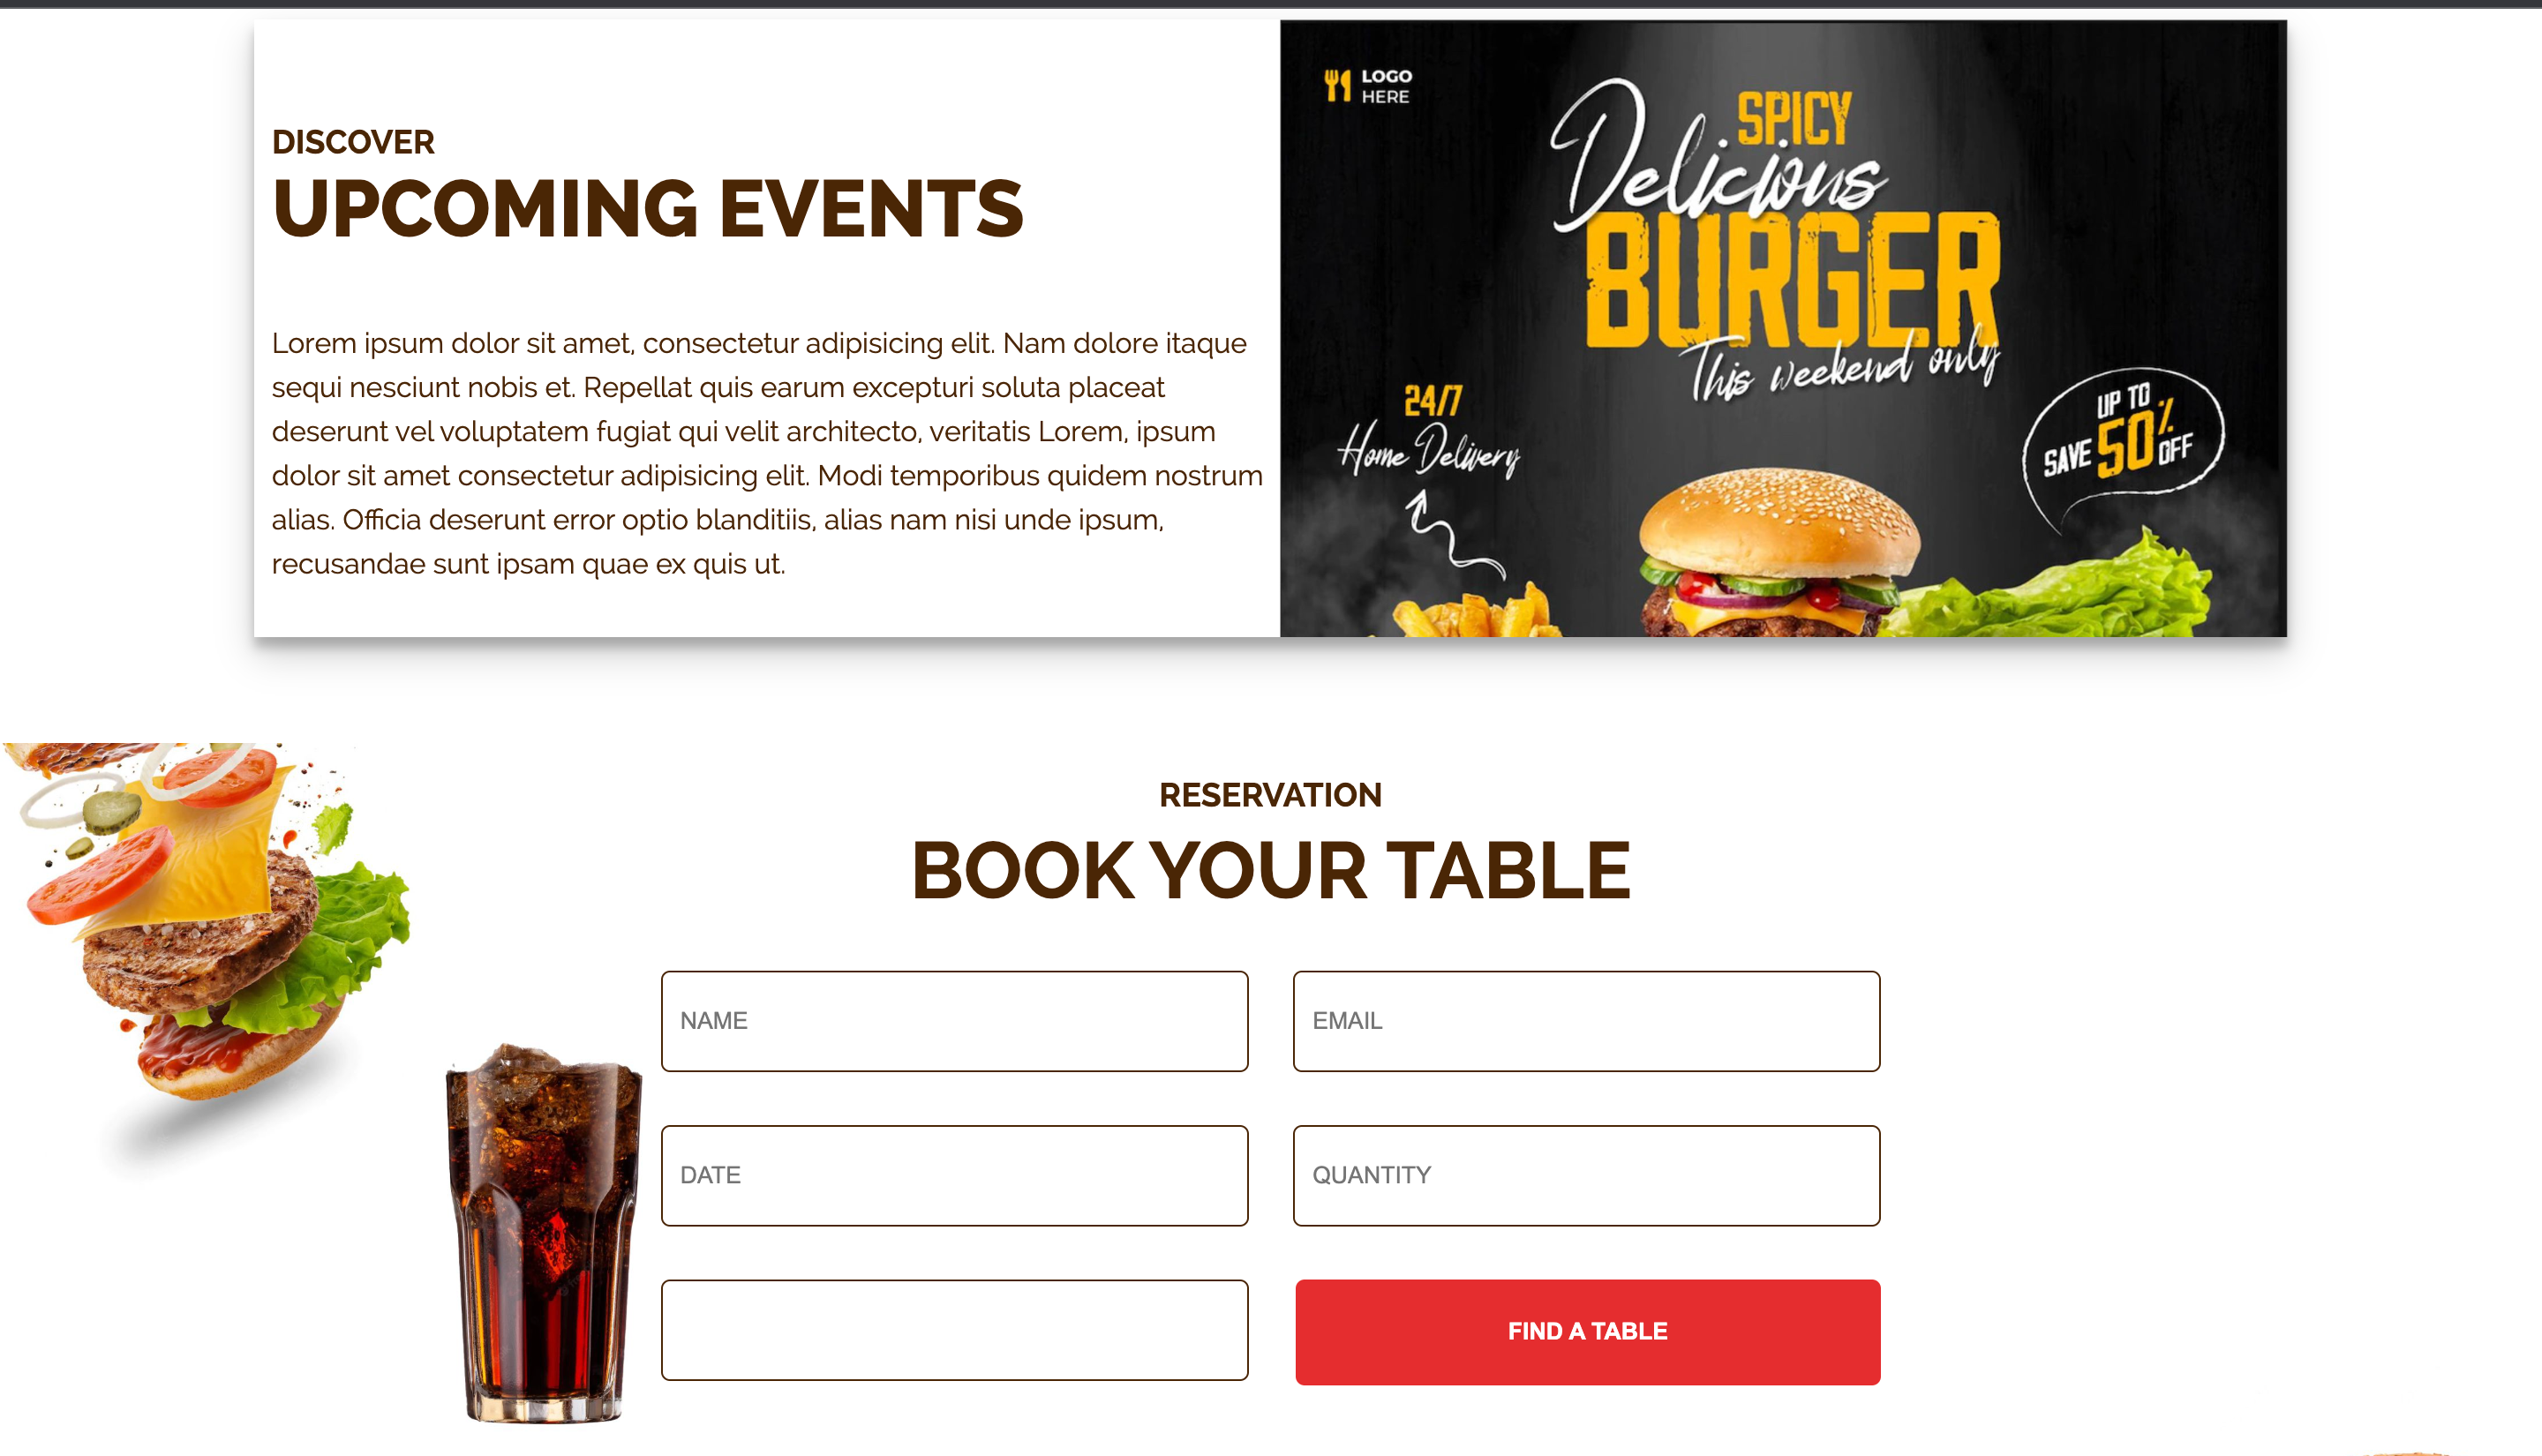 DISCOVER
UPCOMING EVENTS
Lorem ipsum dolor sit amet, consectetur adipisicing elit. Nam dolore itaque
sequi nesciunt nobis et. Repellat quis earum excepturi soluta placeat
deserunt vel voluptatem fugiat qui velit architecto, veritatis Lorem, ipsum
dolor sit amet consectetur adipisicing elit. Modi temporibus quidem nostrum
alias. Officia deserunt error optio blanditiis, alias nam nisi unde ipsum,
recusandae sunt ipsam quae ex quis ut.
LOGO
HERE
SPICY
Delicious
BURGER
This weekend only
24/7
Home Delivery
UP TO
SAVE 50% OFF
RESERVATION
BOOK YOUR TABLE
NAME
EMAIL
DATE
QUANTITY
FIND A TABLE